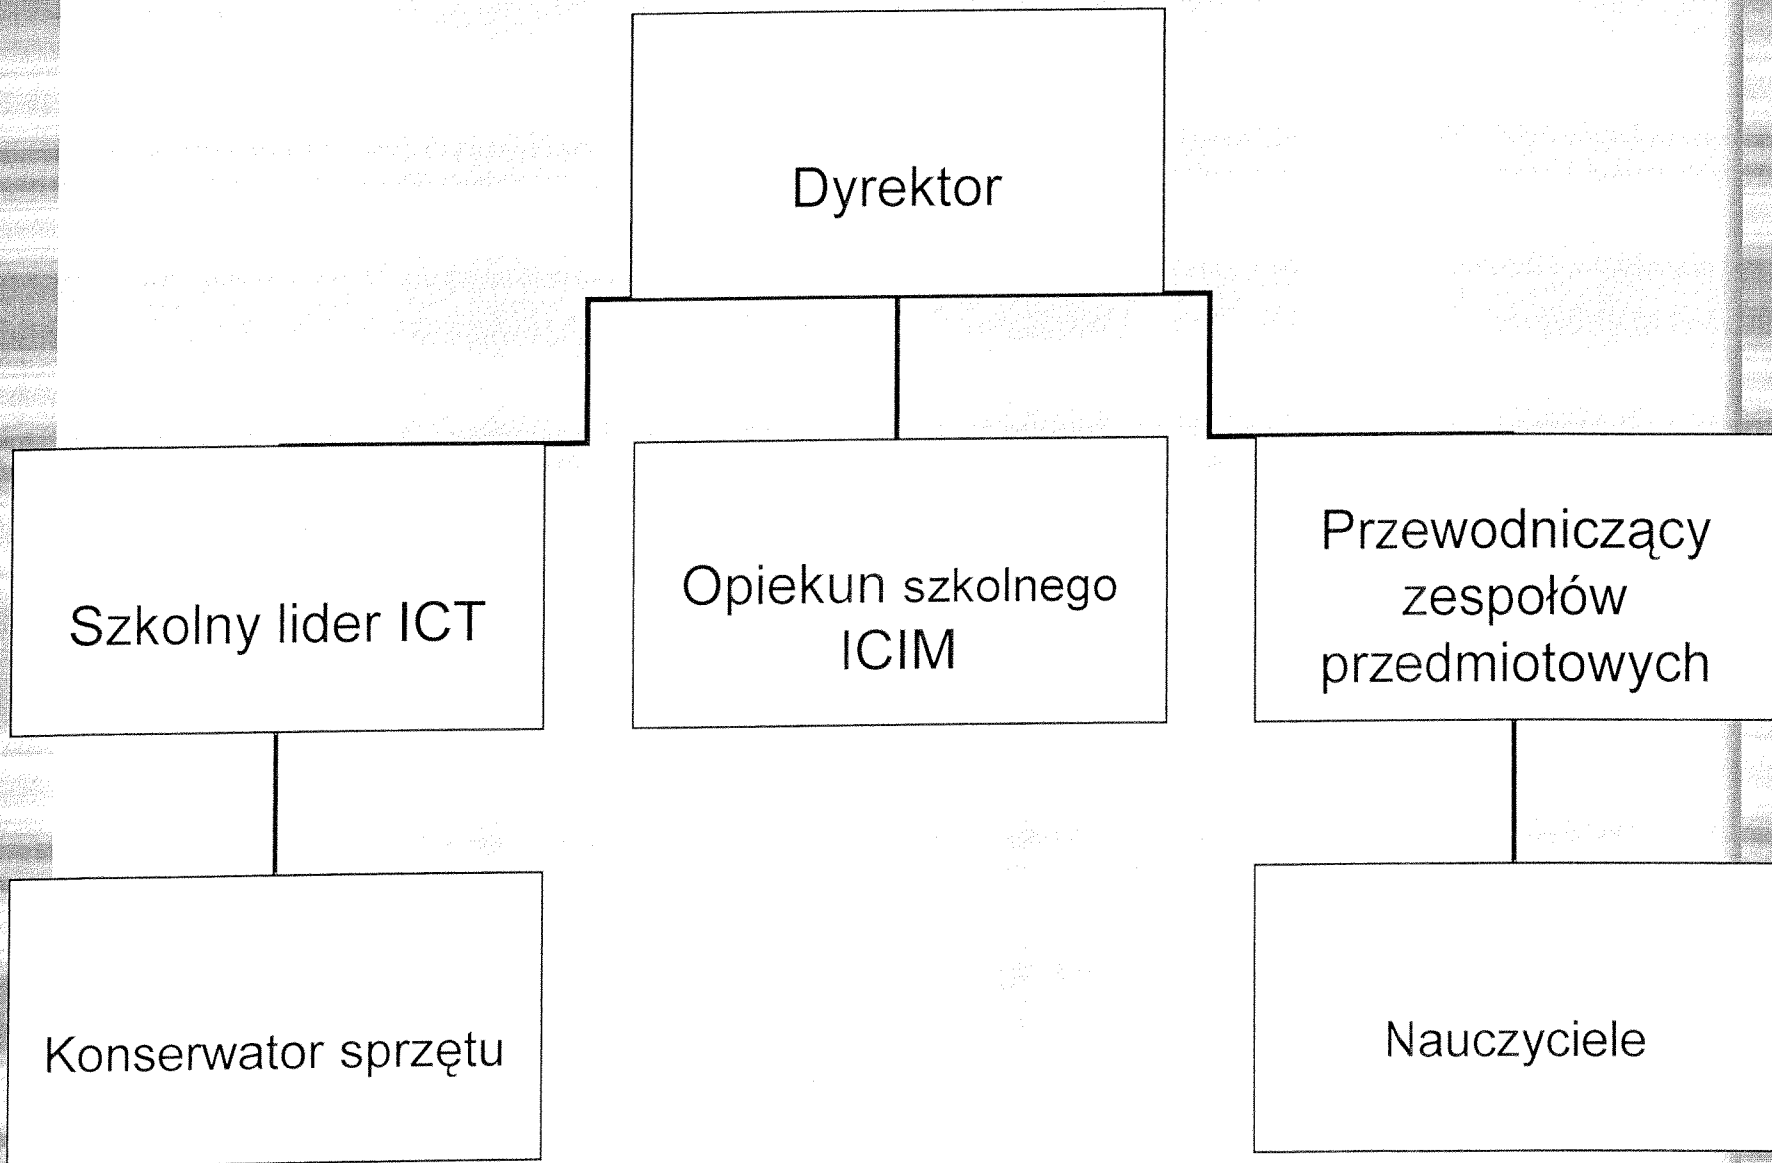 Dyrektor
Szkolny lider ICT
Opiekun szkolnego
ICIM
Przewodniczący
zespołów
przedmiotowych
Konserwator sprzętu
Nauczyciele